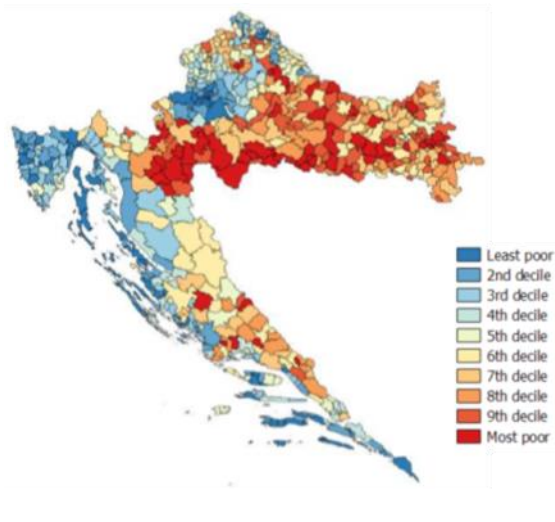 Least poor
2nd decile
3rd decile
4th decile
5th decile
6th decile
7th decile
8th decile
9th decile
Most poor